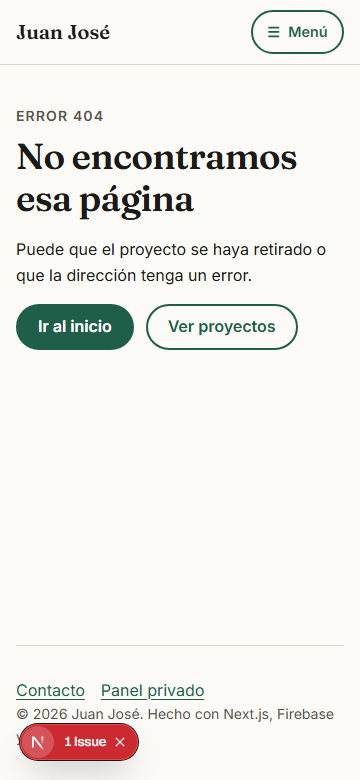 Juan José
☰ Menú
ERROR 404
No encontramos
esa página
Puede que el proyecto se haya retirado o
que la dirección tenga un error.
Ir al inicio
Ver proyectos
Contacto
Panel privado
© 2026 Juan José. Hecho con Next.js, Firebase
N
1 Issue